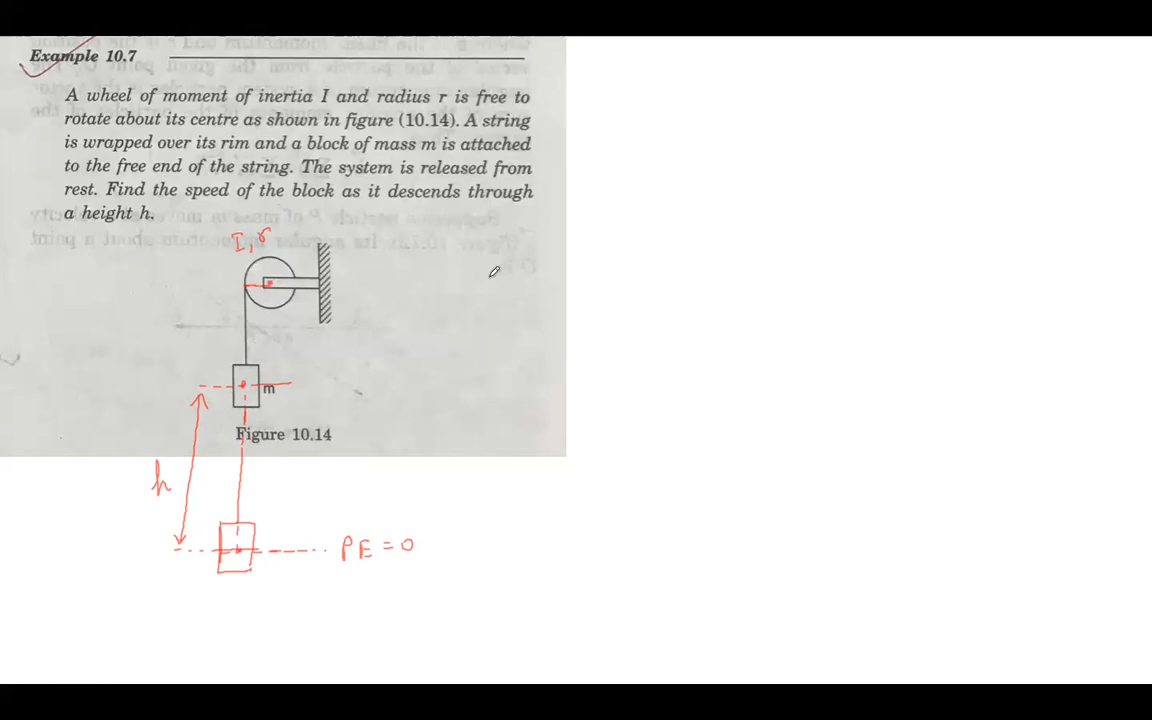 Example 10.7
A wheel of moment of inertia I and radius r is free to
rotate about its centre as shown in figure (10.14). A string
is wrapped over its rim and a block of mass m is attached
to the free end of the string. The system is released from
rest. Find the speed of the block as it descends through
a height h.
I, r
m
Figure 10.14
h
PE = 0